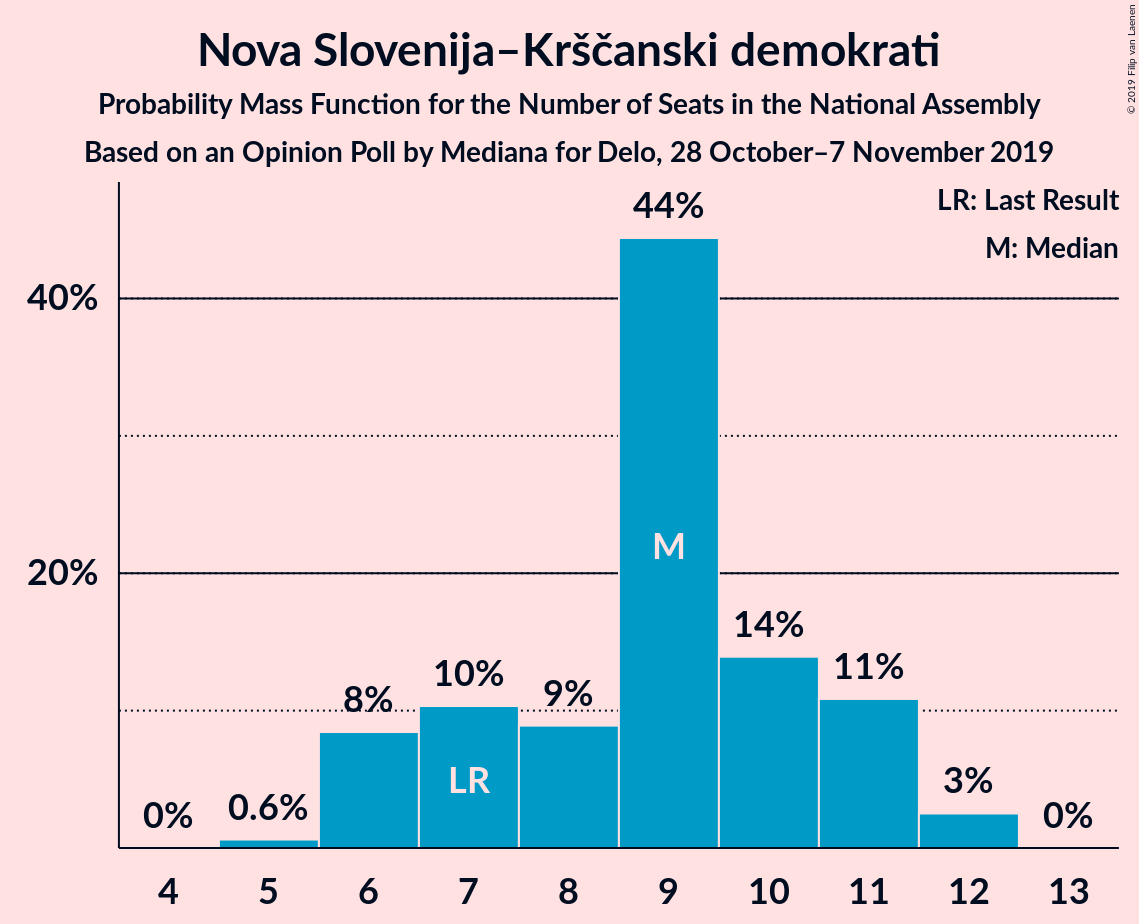 Nova Slovenija–Krščanski demokrati
Probability Mass Function for the Number of Seats in the National Assembly
Based on an Opinion Poll by Mediana for Delo, 28 October–7 November 2019
© 2019 Filip van Laenen
LR: Last Result
M: Median
40%
20%
0%
0.6%
8%
10%
9%
44%
14%
11%
3%
0%
LR
M
4 5 6 7 8 9 10 11 12 13